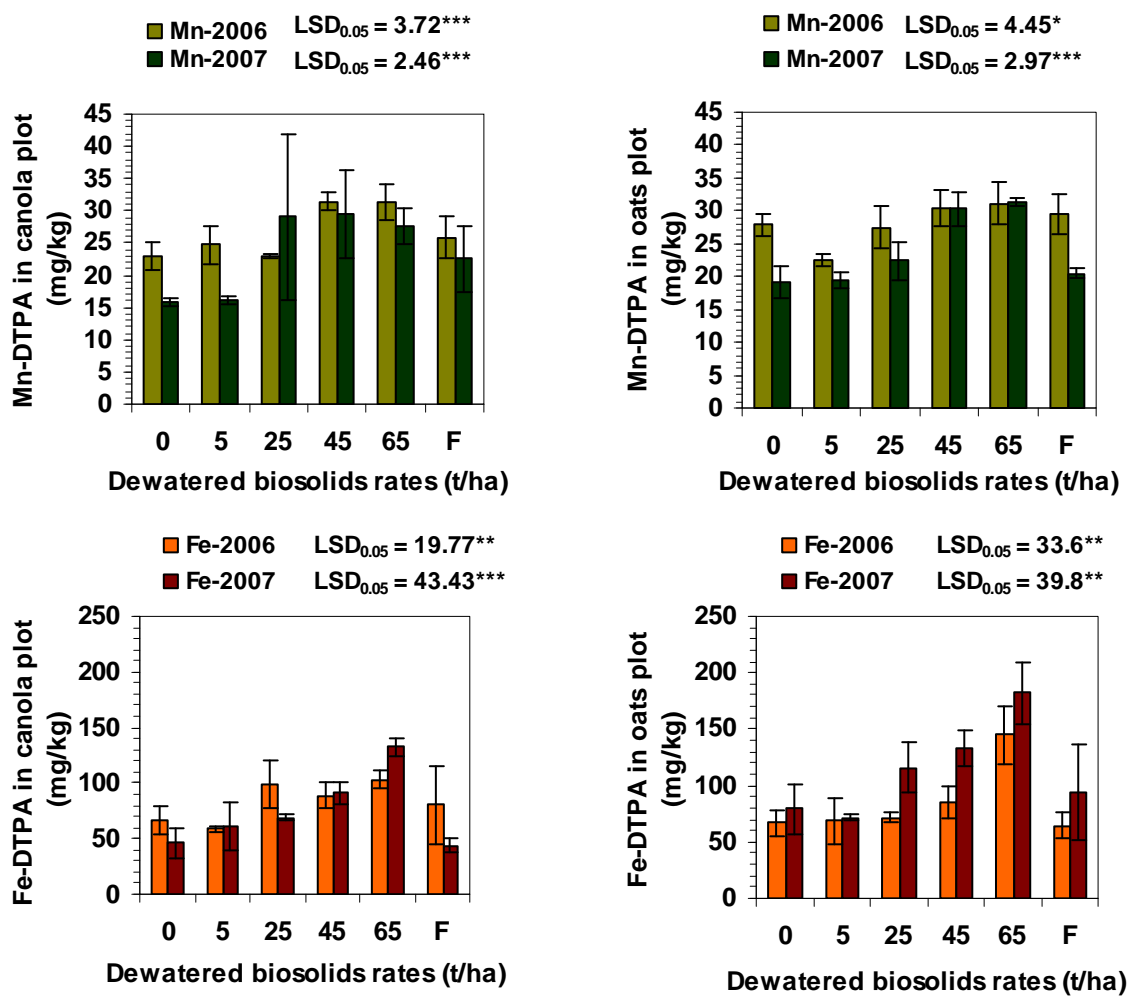 Mn-2006 LSD0.05 = 3.72***
Mn-2007 LSD0.05 = 2.46***
Mn-DTPA in canola plot
(mg/kg)
45
40
35
30
25
20
15
10
5
0
0 5 25 45 65 F
Dewatered biosolids rates (t/ha)
Mn-2006 LSD0.05 = 4.45*
Mn-2007 LSD0.05 = 2.97***
Mn-DTPA in oats plot
(mg/kg)
45
40
35
30
25
20
15
10
5
0
0 5 25 45 65 F
Dewatered biosolids rates (t/ha)
Fe-2006 LSD0.05 = 19.77**
Fe-2007 LSD0.05 = 43.43***
Fe-DTPA in canola plot
(mg/kg)
250
200
150
100
50
0
0 5 25 45 65 F
Dewatered biosolids rates (t/ha)
Fe-2006 LSD0.05 = 33.6**
Fe-2007 LSD0.05 = 39.8**
Fe-DTPA in oats plot
(mg/kg)
250
200
150
100
50
0
0 5 25 45 65 F
Dewatered biosolids rates (t/ha)